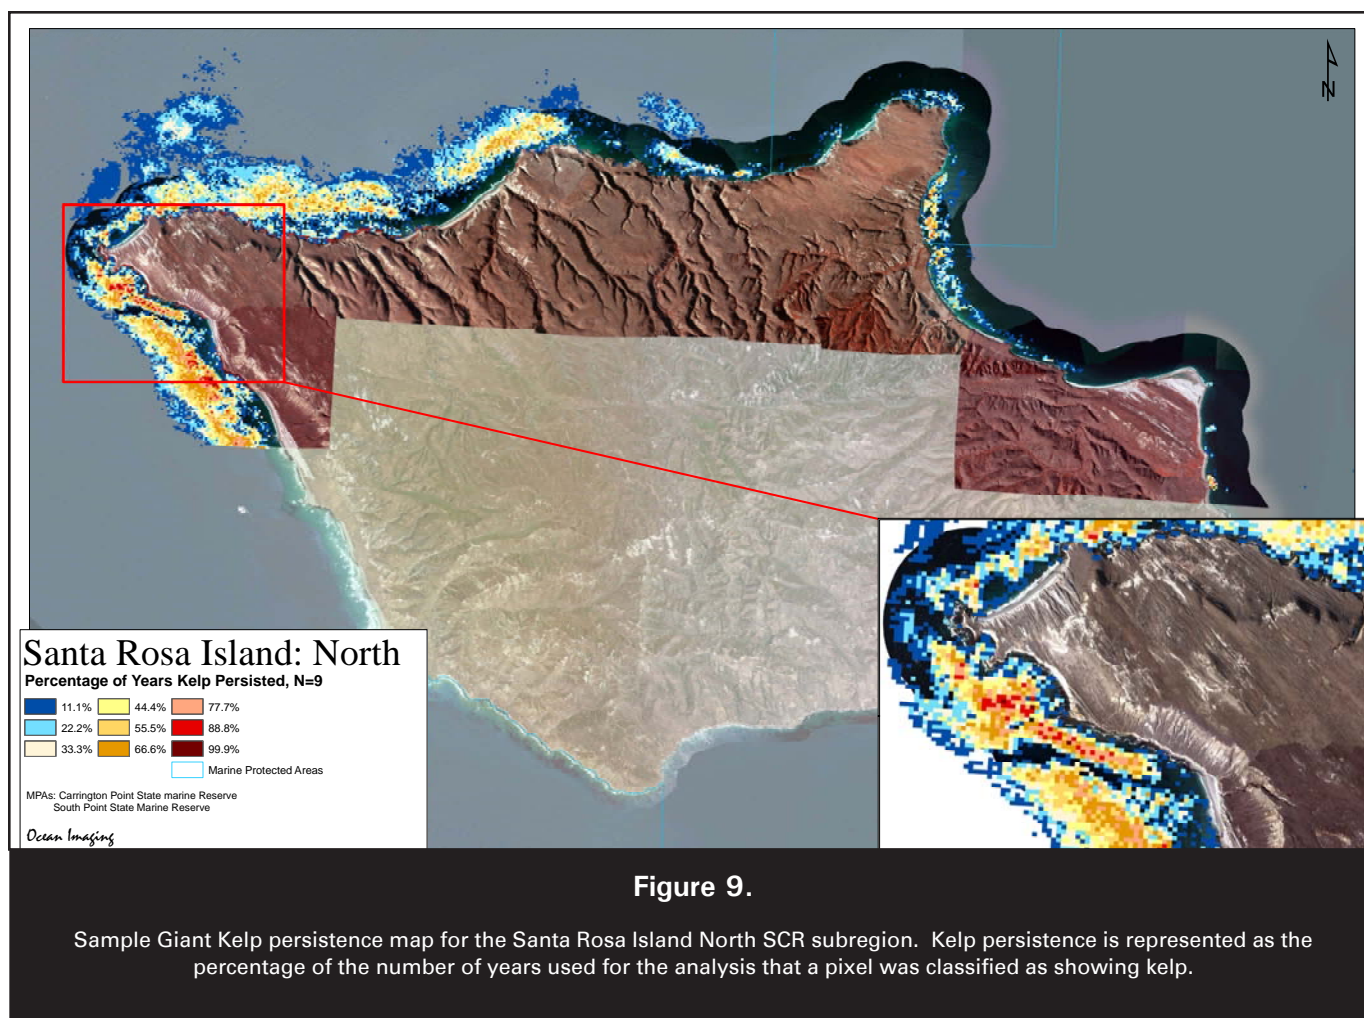 N
Santa Rosa Island: North
Percentage of Years Kelp Persisted, N=9
11.1% 44.4% 77.7%
22.2% 55.5% 88.8%
33.3% 66.6% 99.9%
Marine Protected Areas
MPAs: Carrington Point State marine Reserve
South Point State Marine Reserve
Ocean Imaging
Figure 9.
Sample Giant Kelp persistence map for the Santa Rosa Island North SCR subregion.  Kelp persistence is represented as the
percentage of the number of years used for the analysis that a pixel was classified as showing kelp.